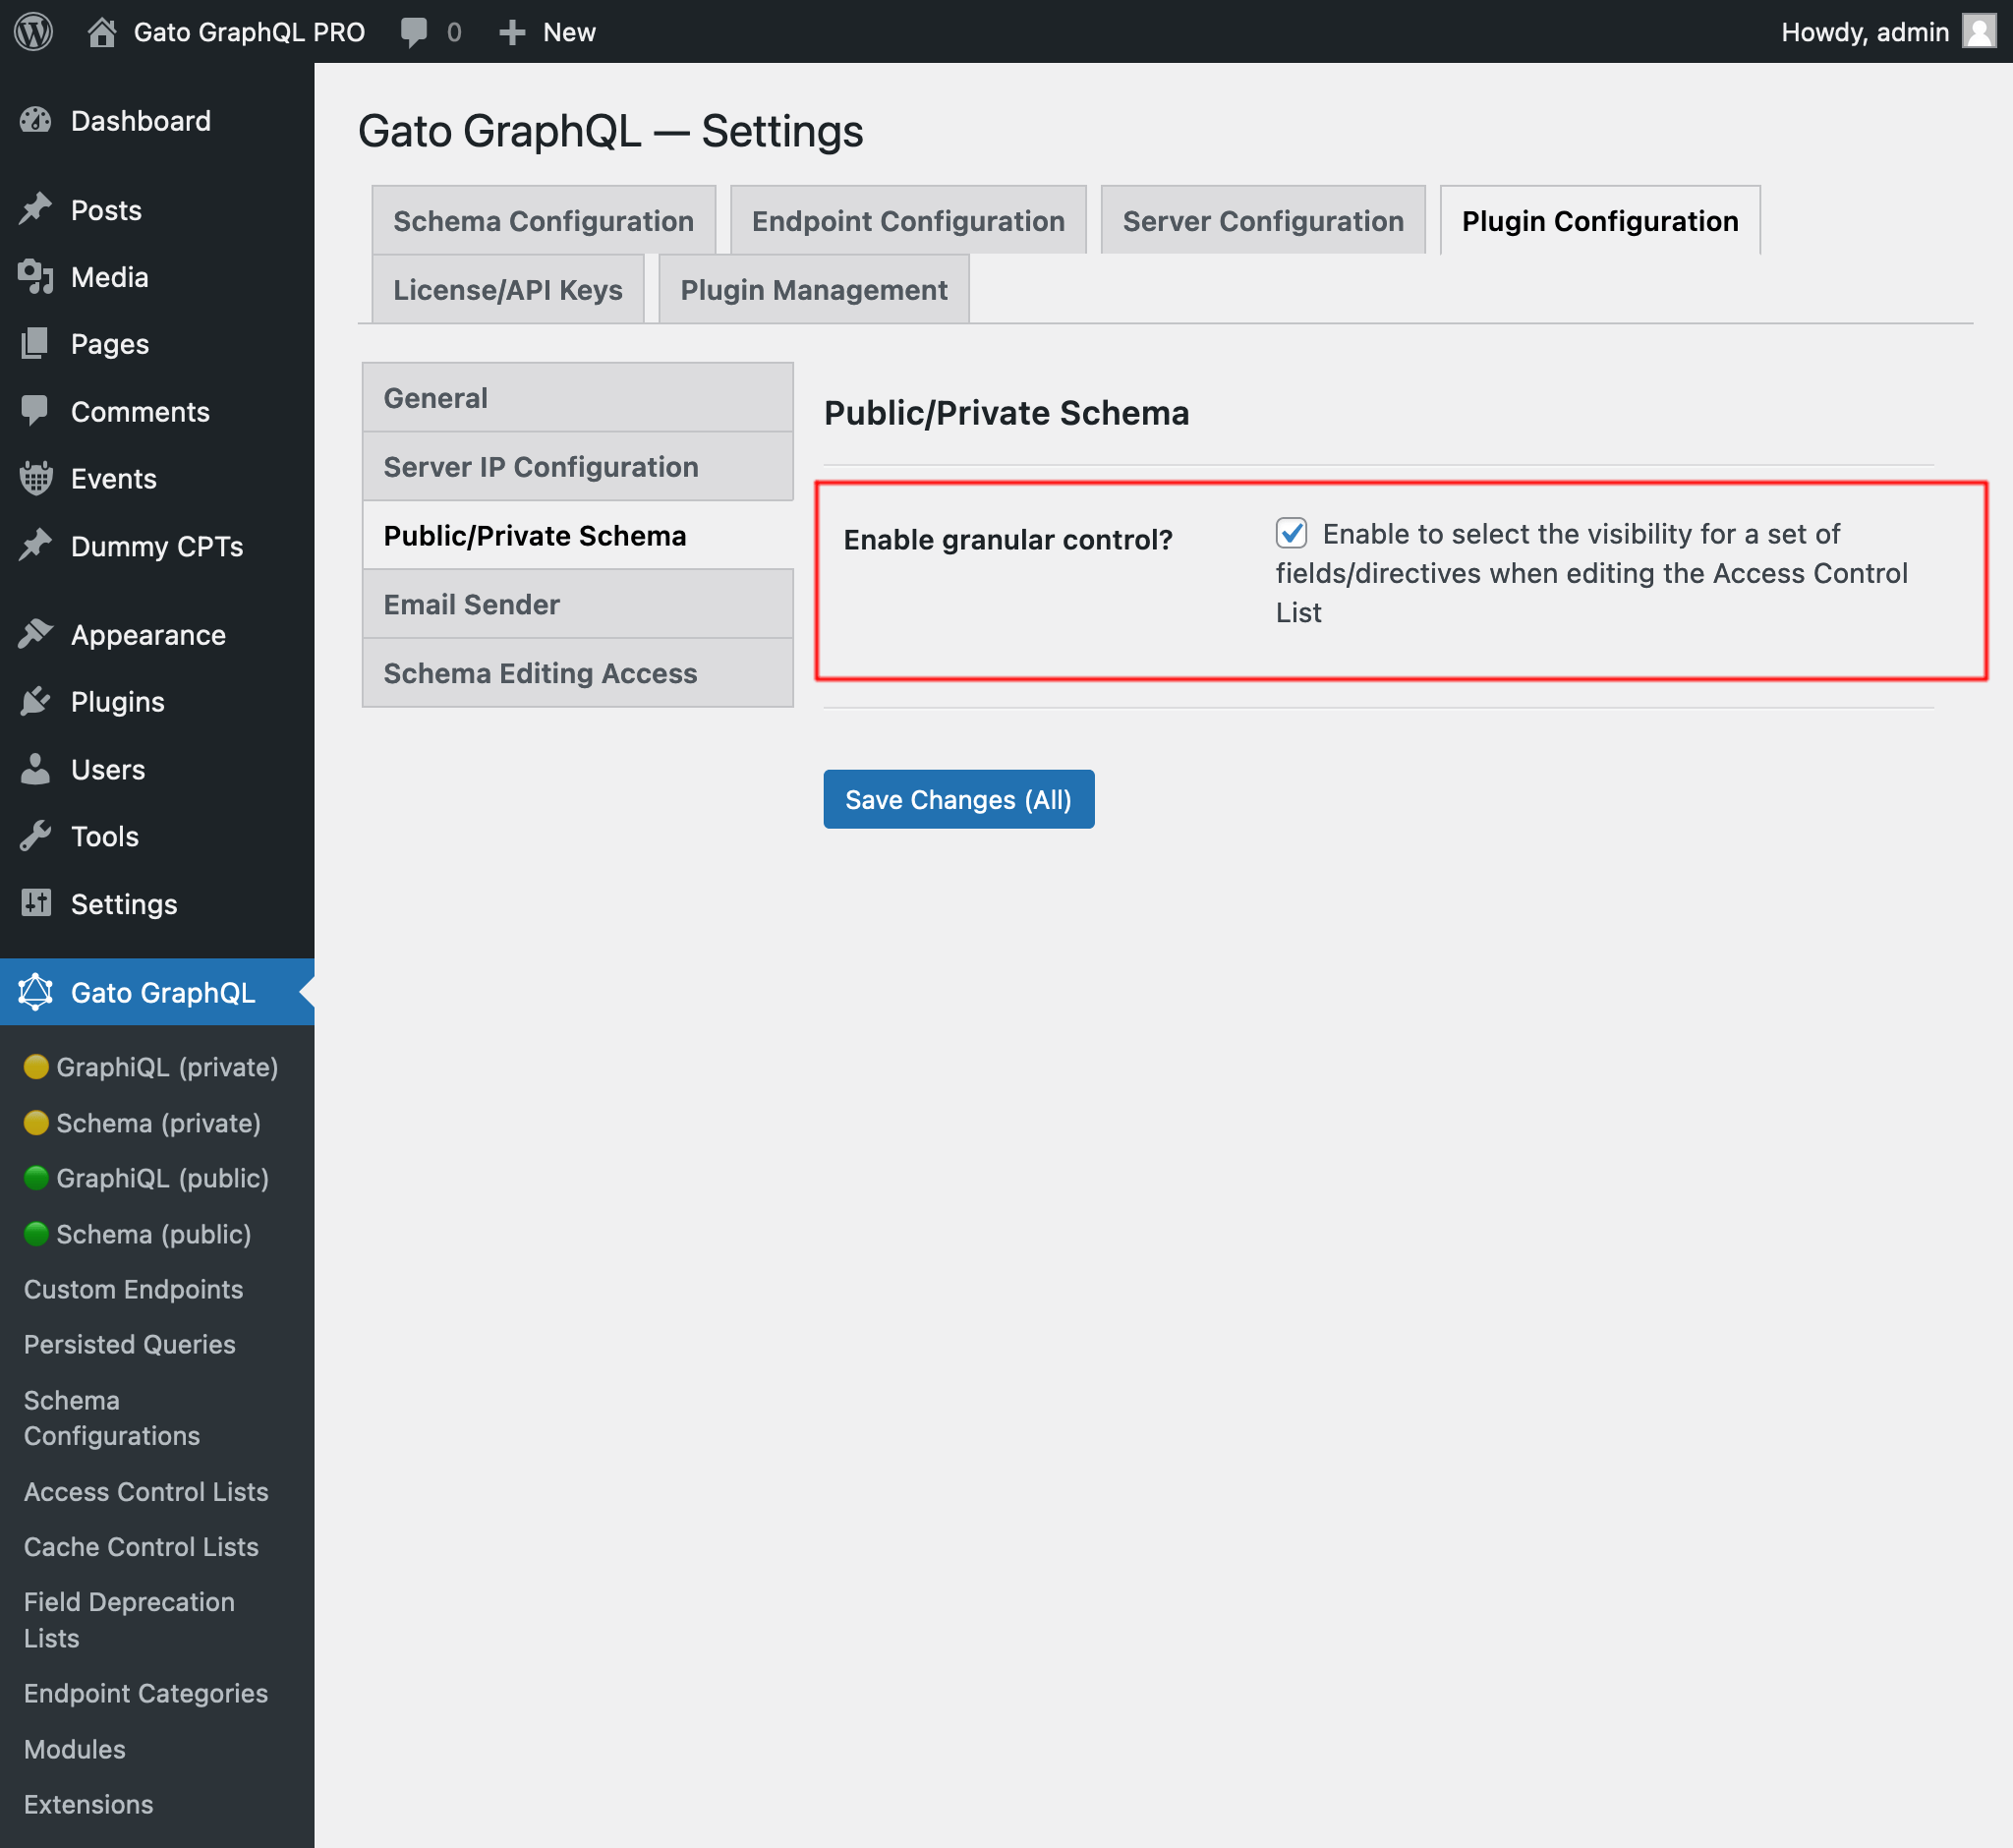 Gato GraphQL PRO
0
New
Howdy, admin
Dashboard
Posts
Media
Pages
Comments
Events
Dummy CPTs
Appearance
Plugins
Users
Tools
Settings
Gato GraphQL
GraphiQL (private)
Schema (private)
GraphiQL (public)
Schema (public)
Custom Endpoints
Persisted Queries
Schema
Configurations
Access Control Lists
Cache Control Lists
Field Deprecation
Lists
Endpoint Categories
Modules
Extensions
Gato GraphQL — Settings
Schema Configuration
Endpoint Configuration
Server Configuration
Plugin Configuration
License/API Keys
Plugin Management
General
Server IP Configuration
Public/Private Schema
Email Sender
Schema Editing Access
Public/Private Schema
Enable granular control?
Enable to select the visibility for a set of
fields/directives when editing the Access Control
List
Save Changes (All)